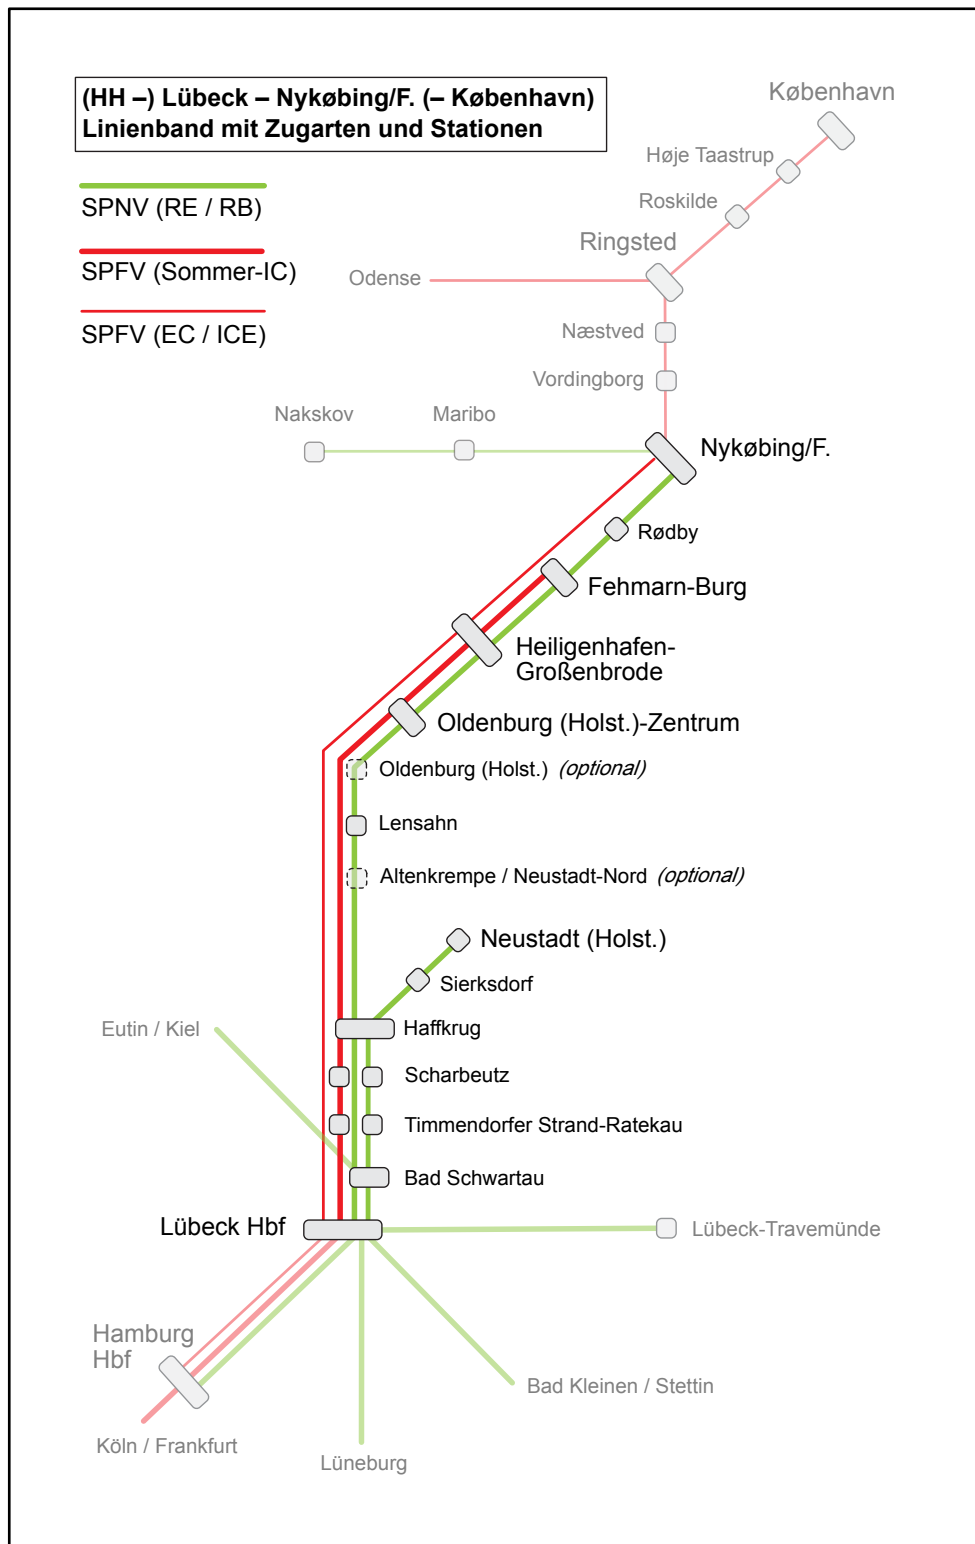 (HH –) Lübeck – Nykøbing/F. (– København)
Linienband mit Zugarten und Stationen
SPNV (RE / RB)
SPFV (Sommer-IC)
SPFV (EC / ICE)
København
Høje Taastrup
Roskilde
Ringsted
Odense
Næstved
Vordingborg
Nakskov
Maribo
Nykøbing/F.
Rødby
Fehmarn-Burg
Heiligenhafen-
Großenbrode
Oldenburg (Holst.)-Zentrum
Oldenburg (Holst.) (optional)
Lensahn
Altenkrempe / Neustadt-Nord (optional)
Neustadt (Holst.)
Sierksdorf
Haffkrug
Eutin / Kiel
Scharbeutz
Timmendorfer Strand-Ratekau
Bad Schwartau
Lübeck Hbf
Lübeck-Travemünde
Hamburg
Hbf
Bad Kleinen / Stettin
Köln / Frankfurt
Lüneburg